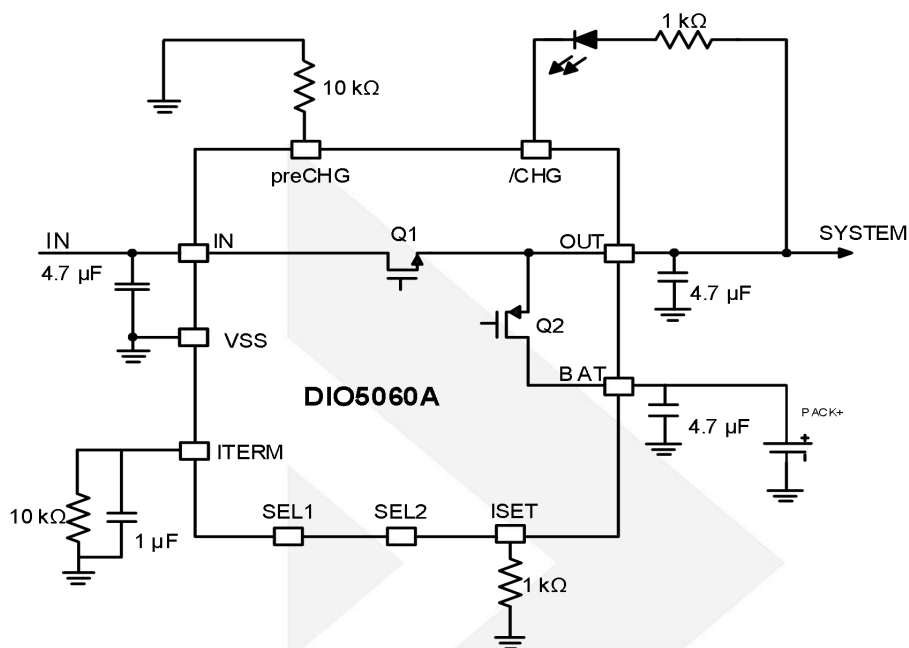 1 kΩ
10 kΩ
preCHG
/CHG
IN
IN
Q1
OUT
SYSTEM
4.7 µF
4.7 µF
VSS
Q2
BAT
DIO5060A
4.7 µF
PACK+
ITERM
10 kΩ
1 µF
SEL1
SEL2
ISET
1 kΩ